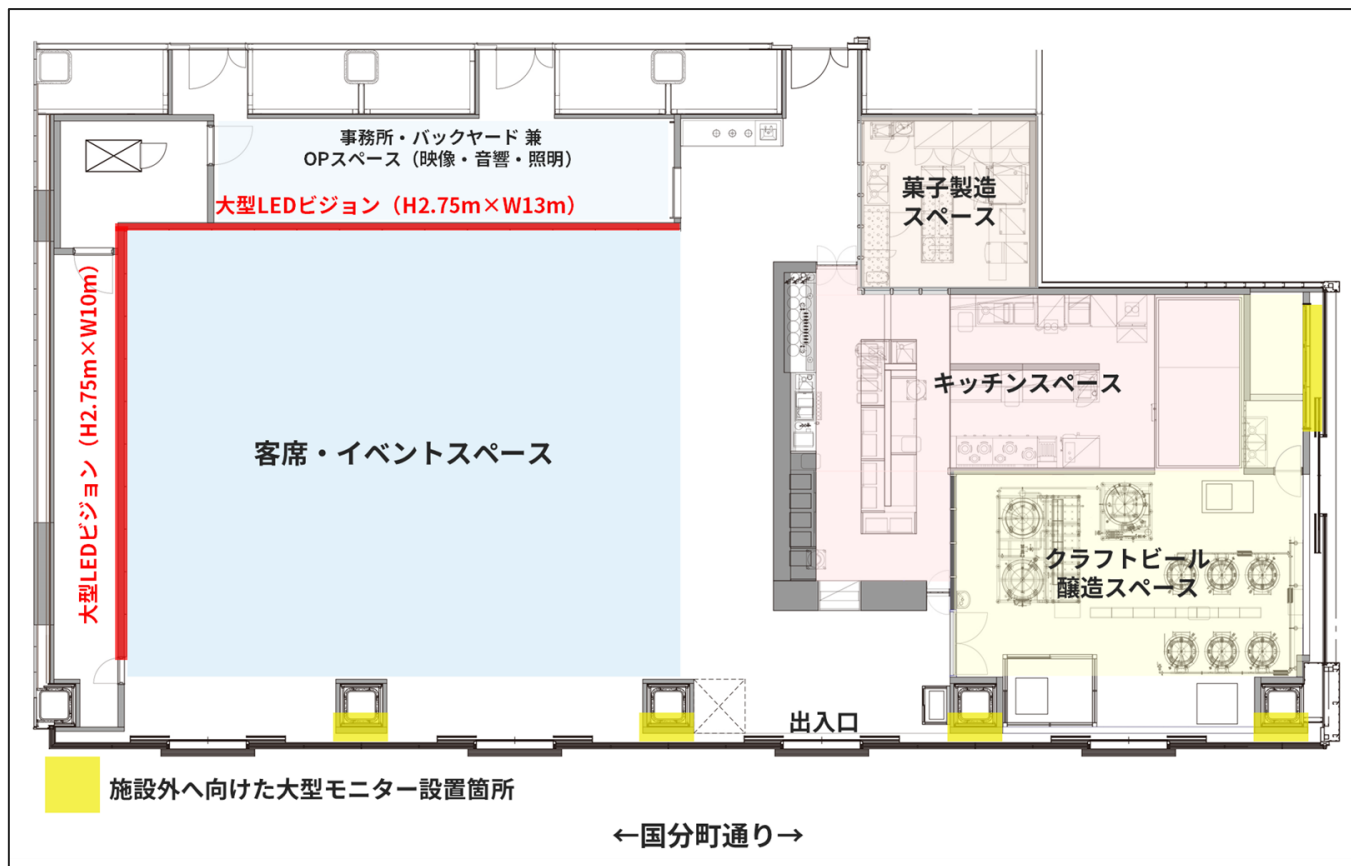 事務所・バックヤード 兼
OPスペース（映像・音響・照明）
大型LEDビジョン（H2.75m×W13m）
菓子製造
スペース
大型LEDビジョン（H2.75m×W10m）
キッチンスペース
客席・イベントスペース
クラフトビール
醸造スペース
出入口
施設外へ向けた大型モニター設置箇所
←国分町通り→